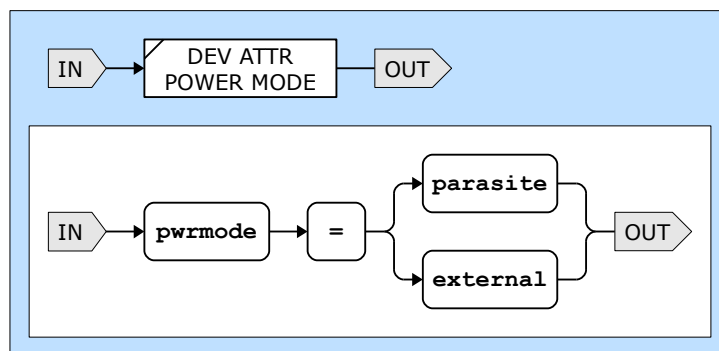 IN
DEV ATTR
POWER MODE
OUT
IN
pwrmode
=
parasite
external
OUT